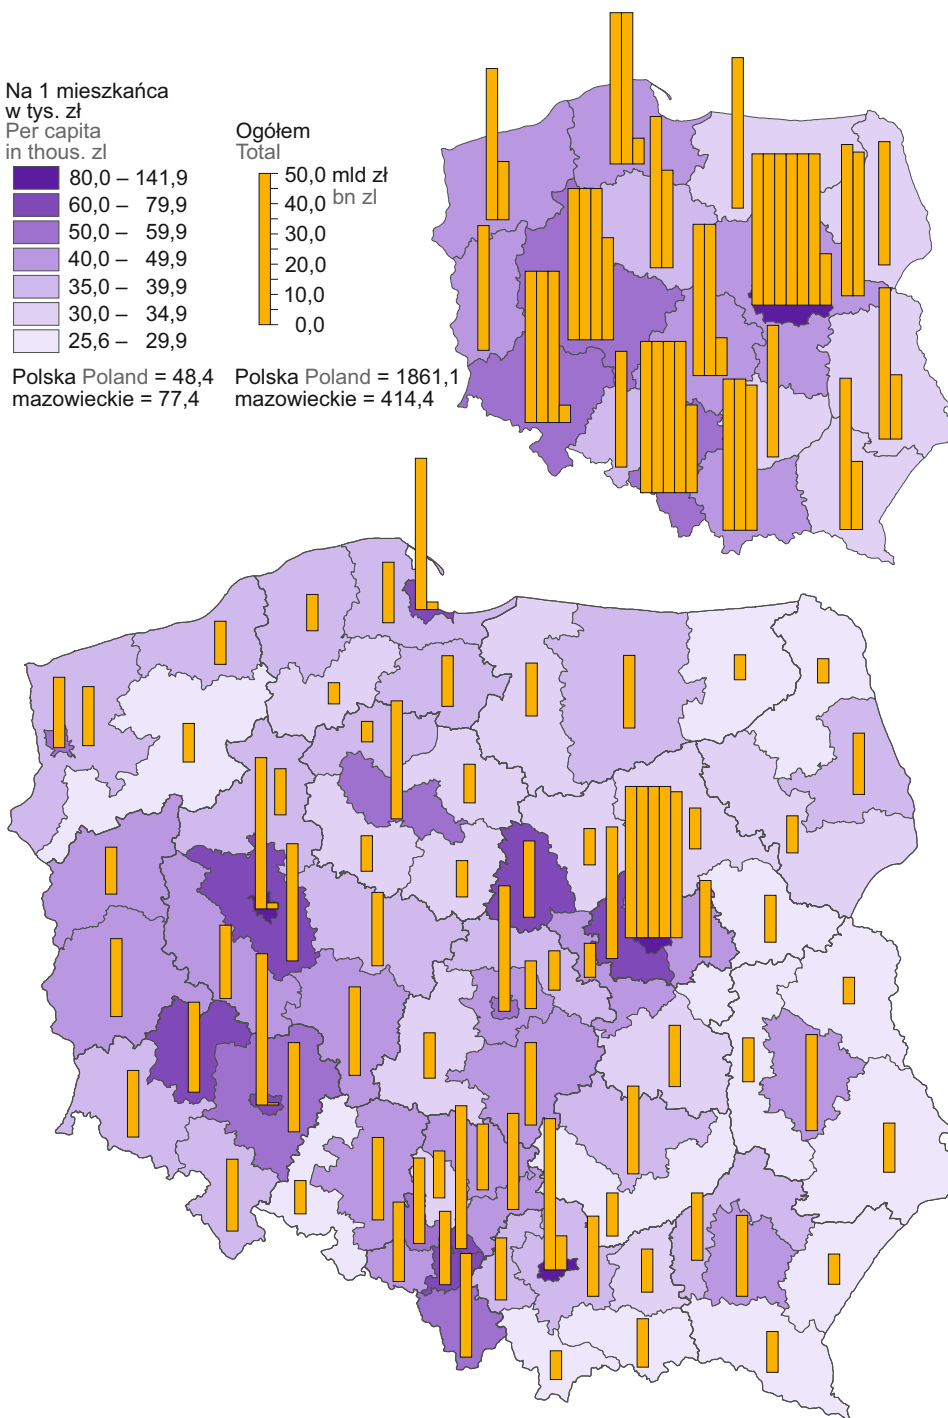 Na 1 mieszkańca
w tys. zł
Per capita
in thous. zl
80,0 – 141,9
60,0 – 79,9
50,0 – 59,9
40,0 – 49,9
35,0 – 39,9
30,0 – 34,9
25,6 – 29,9
Polska Poland = 48,4
mazowieckie = 77,4
Ogółem
Total
50,0 mld zł
40,0 bn zl
30,0
20,0
10,0
0,0
Polska Poland = 1861,1
mazowieckie = 414,4